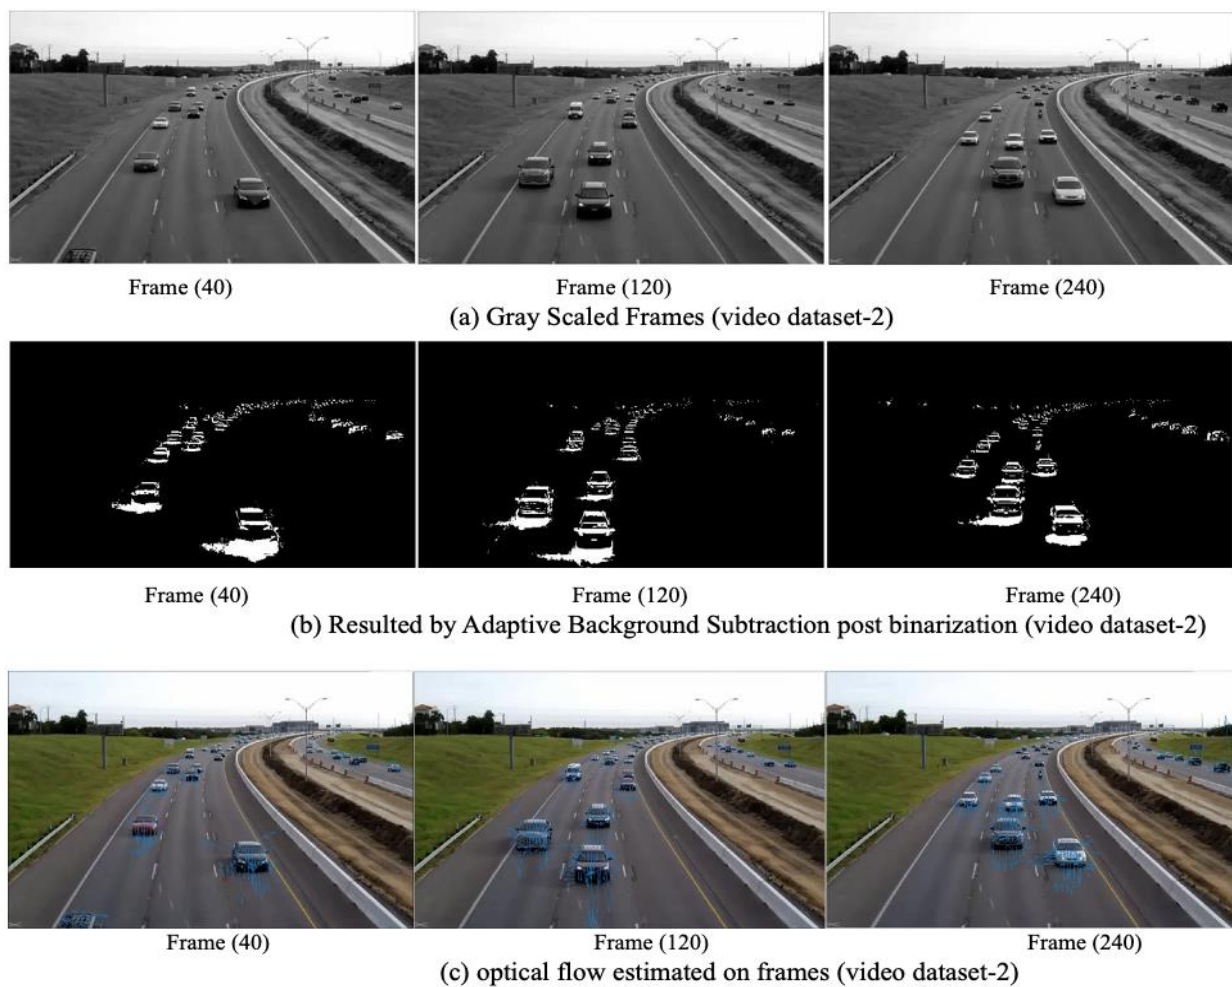 Frame (40) Frame (120) Frame (240)
(a) Gray Scaled Frames (video dataset-2)
Frame (40) Frame (120) Frame (240)
(b) Resulted by Adaptive Background Subtraction post binarization (video dataset-2)
Frame (40) Frame (120) Frame (240)
(c) optical flow estimated on frames (video dataset-2)